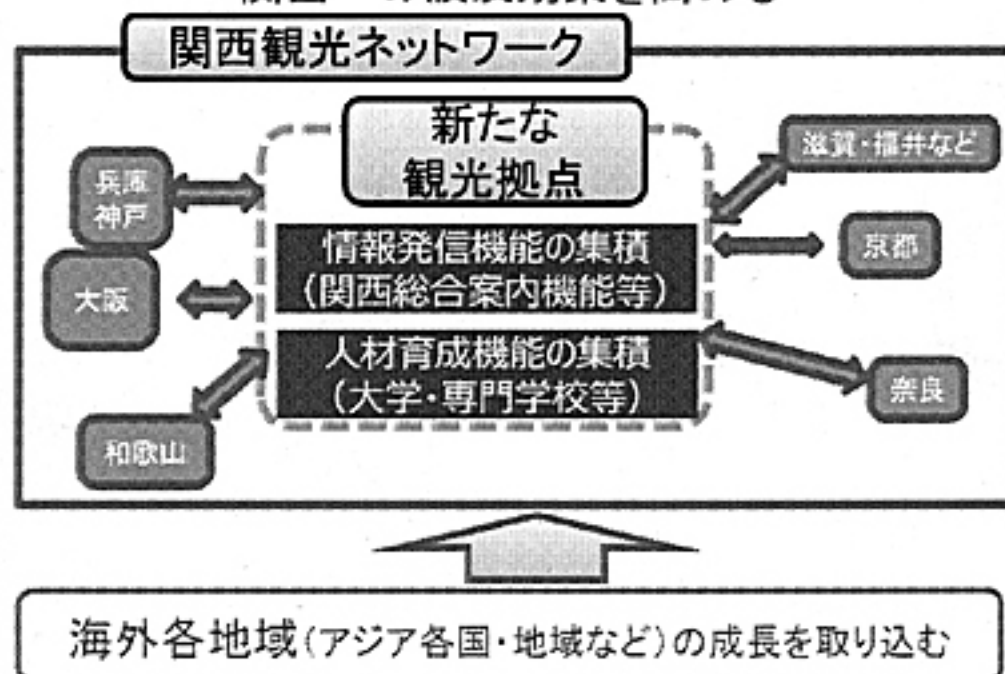 関西観光ネットワーク
新たな
観光拠点
兵庫
神戸
大阪
和歌山
情報発信機能の集積
(関西総合案内機能等)
人材育成機能の集積
(大学・専門学校等)
滋賀・福井など
京都
奈良
海外各地域(アジア各国・地域など)の成長を取り込む